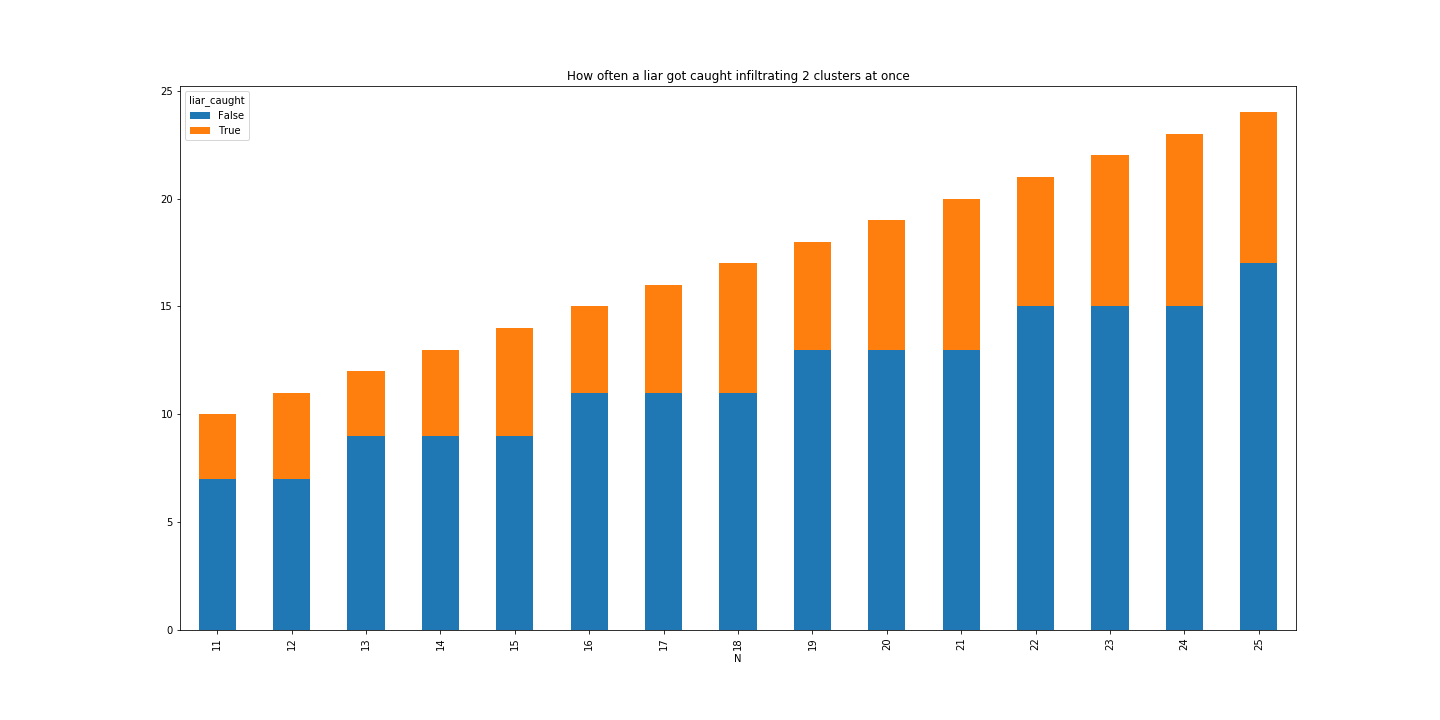 How often a liar got caught infiltrating 2 clusters at once
liar_caught
False
True
25
20
15
10
5
0
11 12 13 14 15 16 17 18 19 20 21 22 23 24 25
N